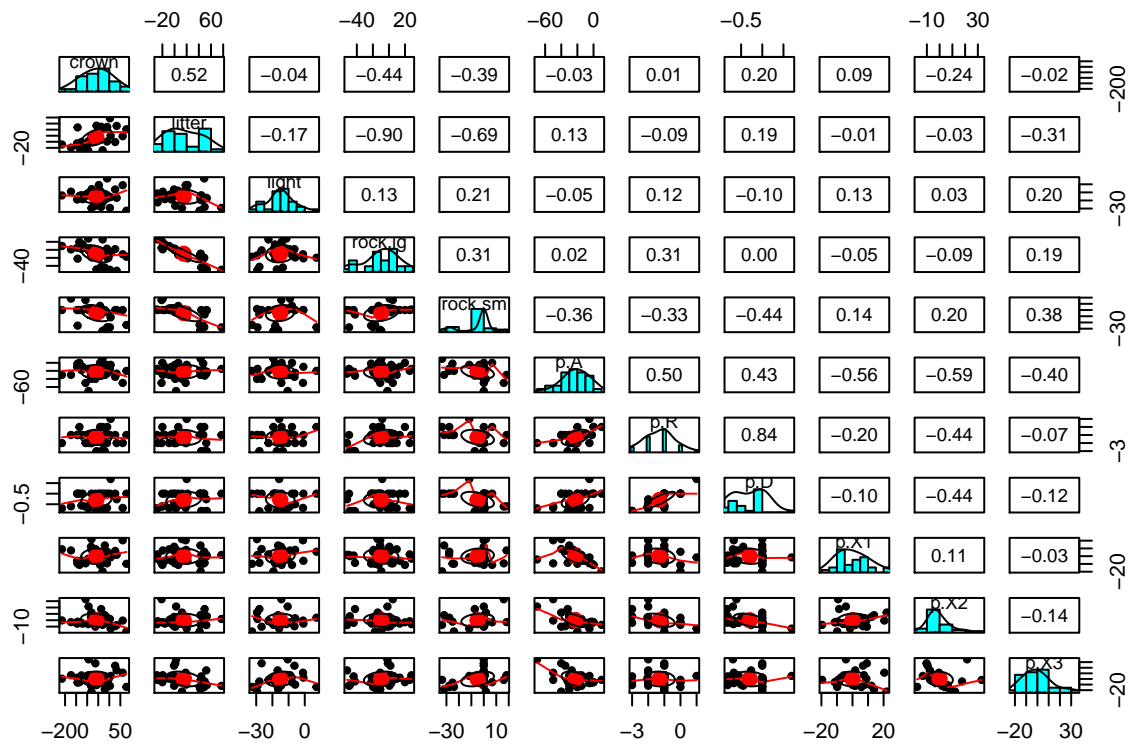 −20 60 −40 20 −60 0 −0.5 −10 30
crown 0.52 −0.04 −0.44 −0.39 −0.03 0.01 0.20 0.09 −0.24 −0.02 −200
−20 litter −0.17 −0.90 −0.69 0.13 −0.09 0.19 −0.01 −0.03 −0.31
light 0.13 0.21 −0.05 0.12 −0.10 0.13 0.03 0.20 −30
−40 rock.ig 0.31 0.02 0.31 0.00 −0.05 −0.09 0.19
rock.sm −0.36 −0.33 −0.44 0.14 0.20 0.38 −30
−60 p.A 0.50 0.43 −0.56 −0.59 −0.40
p.R 0.84 −0.20 −0.44 −0.07 −3
−0.5 p.D −0.10 −0.44 −0.12
p.X1 0.11 −0.03 −20
−10 p.X2 −0.14
p.X3 −20
−200 50 −30 0 −30 10 −3 0 −20 20 −20 30